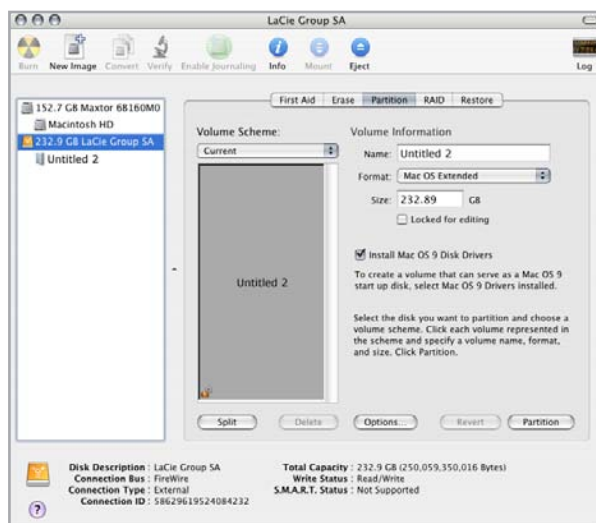 LaCie Group SA
Burn New Image Convert Verify Enable Journaling Info Mount Eject Log
152.7 GB Maxtor 6B160M0
Macintosh HD
232.9 GB LaCie Group SA
Untitled 2
First Aid Erase Partition RAID Restore
Volume Scheme:
Current
Untitled 2
Volume Information
Name: Untitled 2
Format: Mac OS Extended
Size: 232.89 GB
Locked for editing
Install Mac OS 9 Disk Drivers
To create a volume that can serve as a Mac OS 9
start up disk, select Mac OS 9 Drivers installed.
Select the disk you want to partition and choose a
volume scheme. Click each volume represented in
the scheme and specify a volume name, format,
and size. Click Partition.
Split Delete Options... Revert Partition
Disk Description : LaCie Group SA
Connection Bus : FireWire
Connection Type : External
Connection ID : 58629619524084232
Total Capacity : 232.9 GB (250,059,350,016 Bytes)
Write Status : Read/Write
S.M.A.R.T. Status : Not Supported
?